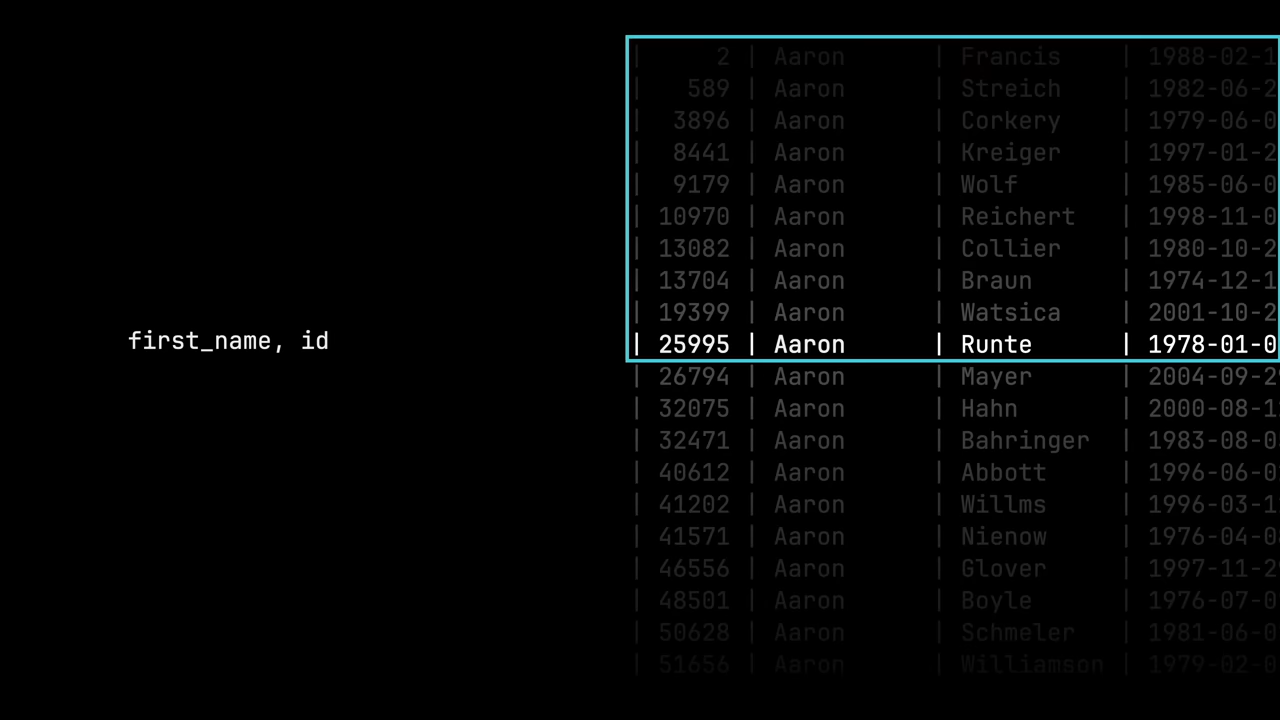 first_name, id
| 2 | Aaron | Francis | 1988-02-1
| 589 | Aaron | Streich | 1982-06-2
| 3896 | Aaron | Corkery | 1979-06-0
| 8441 | Aaron | Kreiger | 1997-01-2
| 9179 | Aaron | Wolf | 1985-06-0
| 10970 | Aaron | Reichert | 1998-11-0
| 13082 | Aaron | Collier | 1980-10-2
| 13704 | Aaron | Braun | 1974-12-1
| 19399 | Aaron | Watsica | 2001-10-2
| 25995 | Aaron | Runte | 1978-01-0
| 26794 | Aaron | Mayer | 2004-09-29
| 32075 | Aaron | Hahn | 2000-08-1
| 32471 | Aaron | Bahringer | 1983-08-0
| 40612 | Aaron | Abbott | 1996-06-0
| 41202 | Aaron | Willms | 1996-03-1
| 41571 | Aaron | Nienow | 1976-04-0
| 46556 | Aaron | Glover | 1997-11-2
| 48501 | Aaron | Boyle | 1976-07-0
| 50628 | Aaron | Schmeler | 1981-06-0
| 51656 | Aaron | Williamson | 1979-02-0